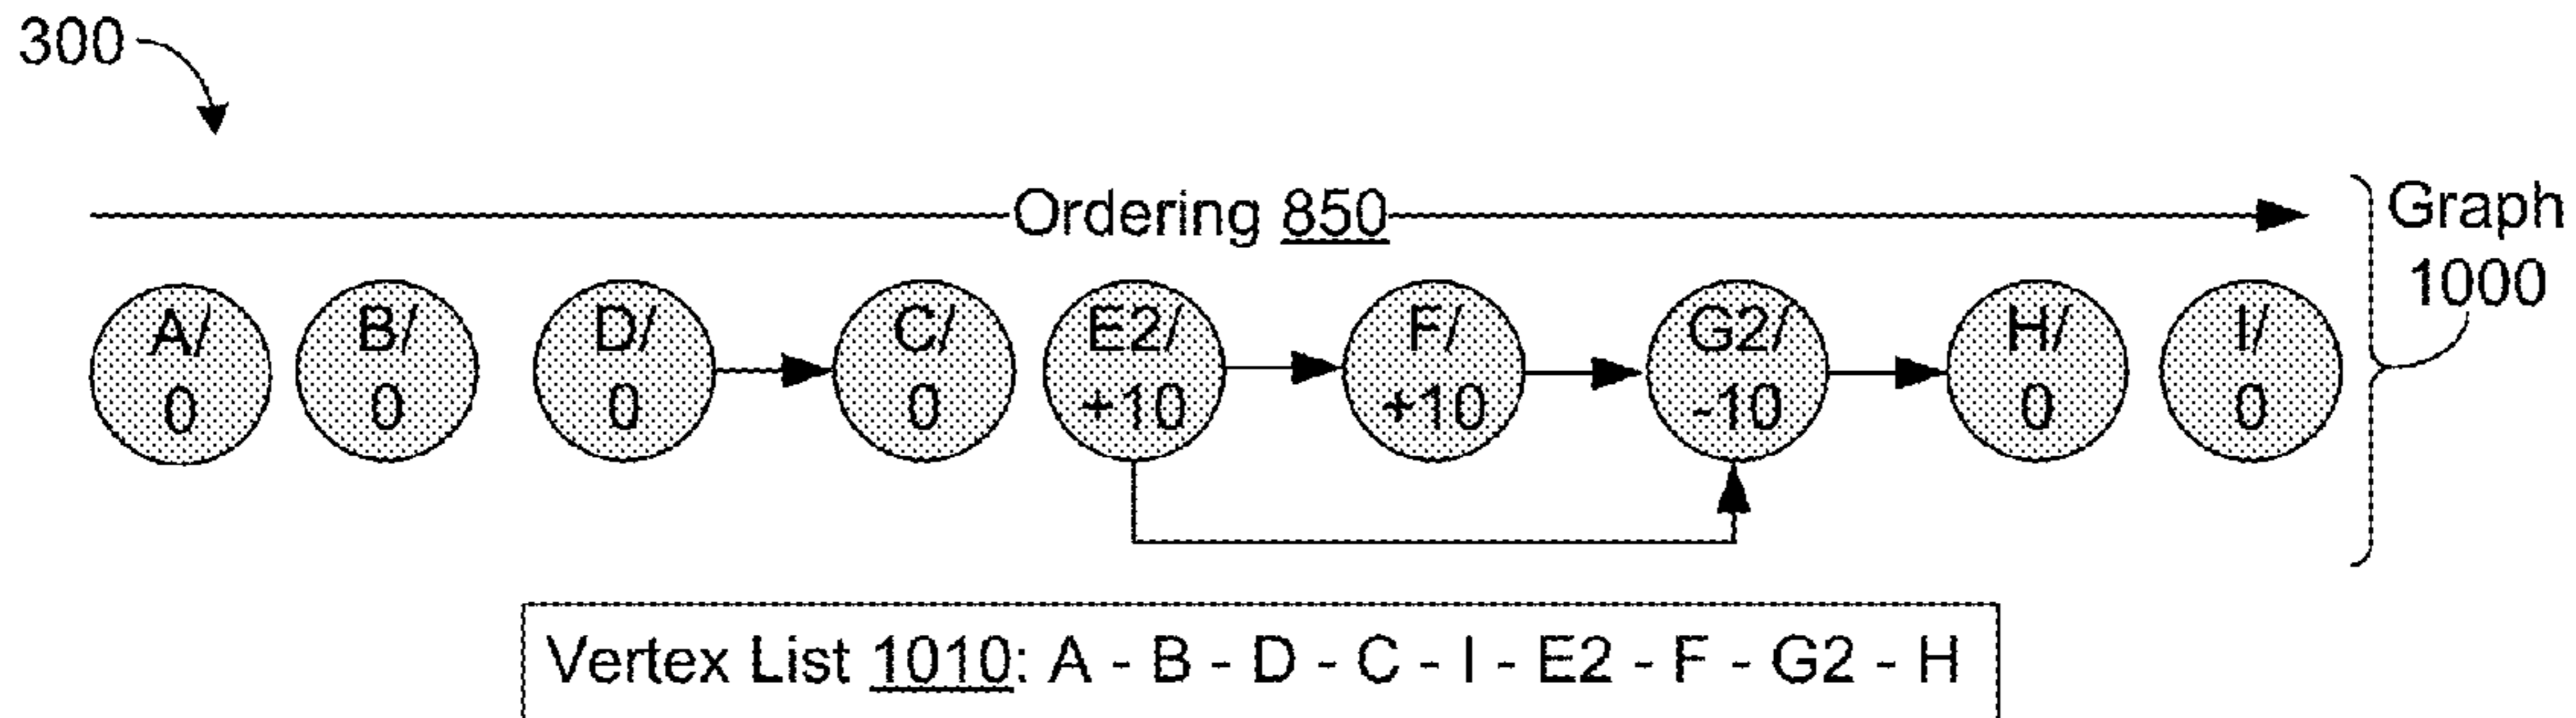 300
Ordering 850
Graph
1000
A/ B/ D/ C/ E2/ F/ G2/ H/ I/
0 0 0 0 +10 +10 -10 0 0
Vertex List 1010: A - B - D - C - I - E2 - F - G2 - H